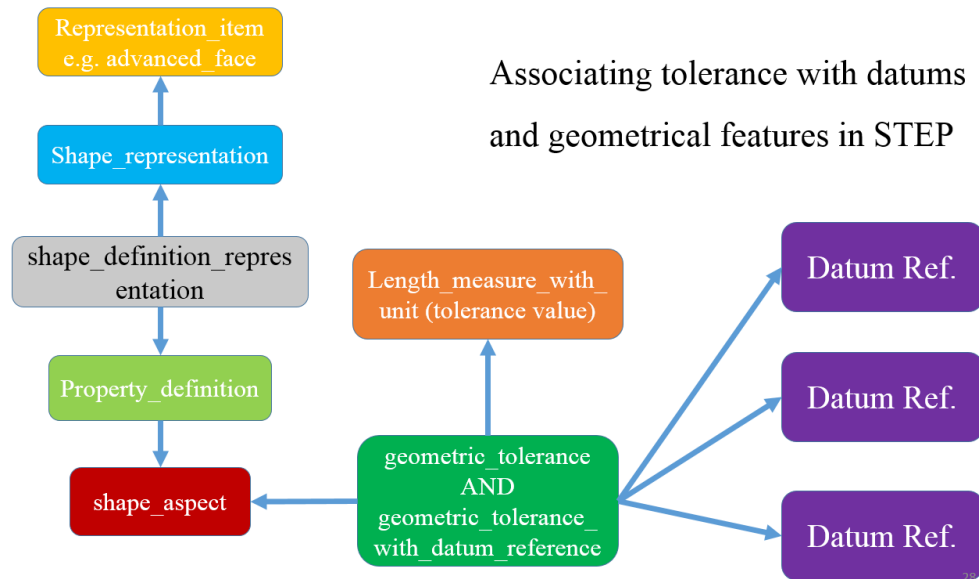 Representation_item
e.g. advanced_face
Associating tolerance with datums
and geometrical features in STEP
Shape_representation
shape_definition_repres
entation
Length_measure_with_
unit (tolerance value)
Datum Ref.
Property_definition
Datum Ref.
shape_aspect
geometric_tolerance
AND
geometric_tolerance_
with_datum_reference
Datum Ref.
28